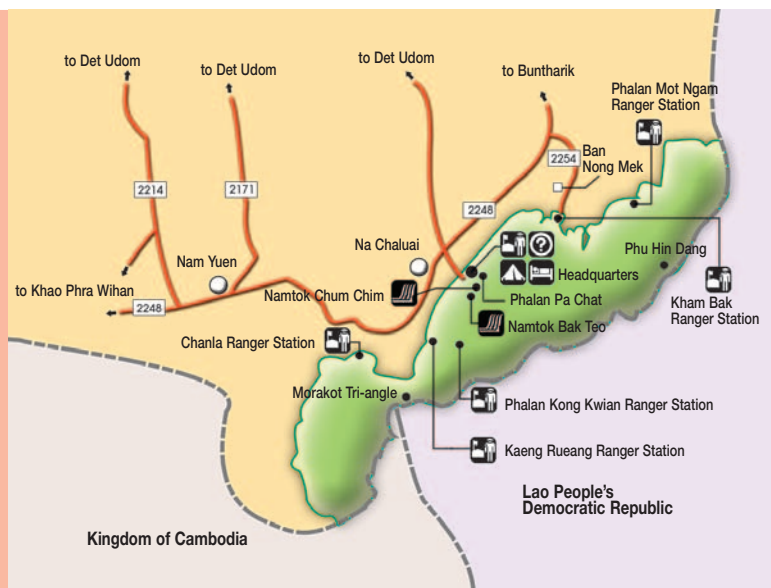 to Det Udom
to Det Udom
to Det Udom
to Buntharik
Phalan Mot Ngam
Ranger Station
2254
Ban
Nong Mek
2214
2171
2248
Na Chaluai
Phu Hin Dang
Nam Yuen
Headquarters
to Khao Phra Wihan
Namtok Chum Chim
Phalan Pa Chat
2248
Kham Bak
Ranger Station
Namtok Bak Teo
Chanla Ranger Station
Morakot Tri-angle
Phalan Kong Kwian Ranger Station
Kaeng Rueang Ranger Station
Lao People's
Democratic Republic
Kingdom of Cambodia